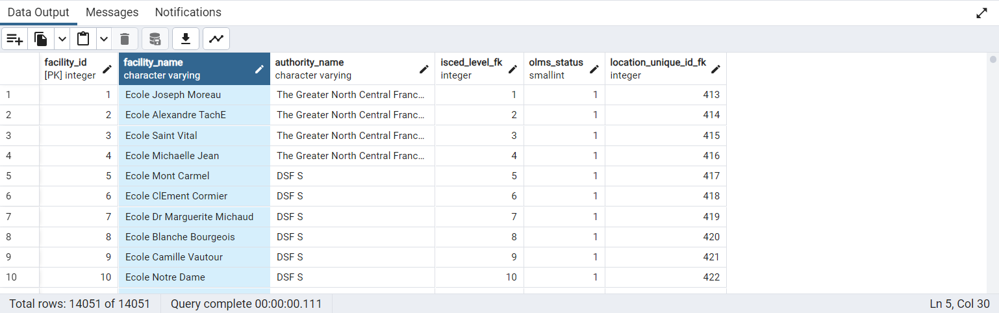 Data Output Messages Notifications
facility_id facility_name authority_name isced_level_fk olms_status location_unique_id_fk
[PK] integer character varying character varying integer smallint integer
1 1 Ecole Joseph Moreau The Greater North Central Franc... 1 1 413
2 2 Ecole Alexandre TachE The Greater North Central Franc... 2 1 414
3 3 Ecole Saint Vital The Greater North Central Franc... 3 1 415
4 4 Ecole Michaelle Jean The Greater North Central Franc... 4 1 416
5 5 Ecole Mont Carmel DSF S 5 1 417
6 6 Ecole ClEment Cormier DSF S 6 1 418
7 7 Ecole Dr Marguerite Michaud DSF S 7 1 419
8 8 Ecole Blanche Bourgeois DSF S 8 1 420
9 9 Ecole Camille Vautour DSF S 9 1 421
10 10 Ecole Notre Dame DSF S 10 1 422
Total rows: 14051 of 14051 Query complete 00:00:00.111 Ln 5, Col 30